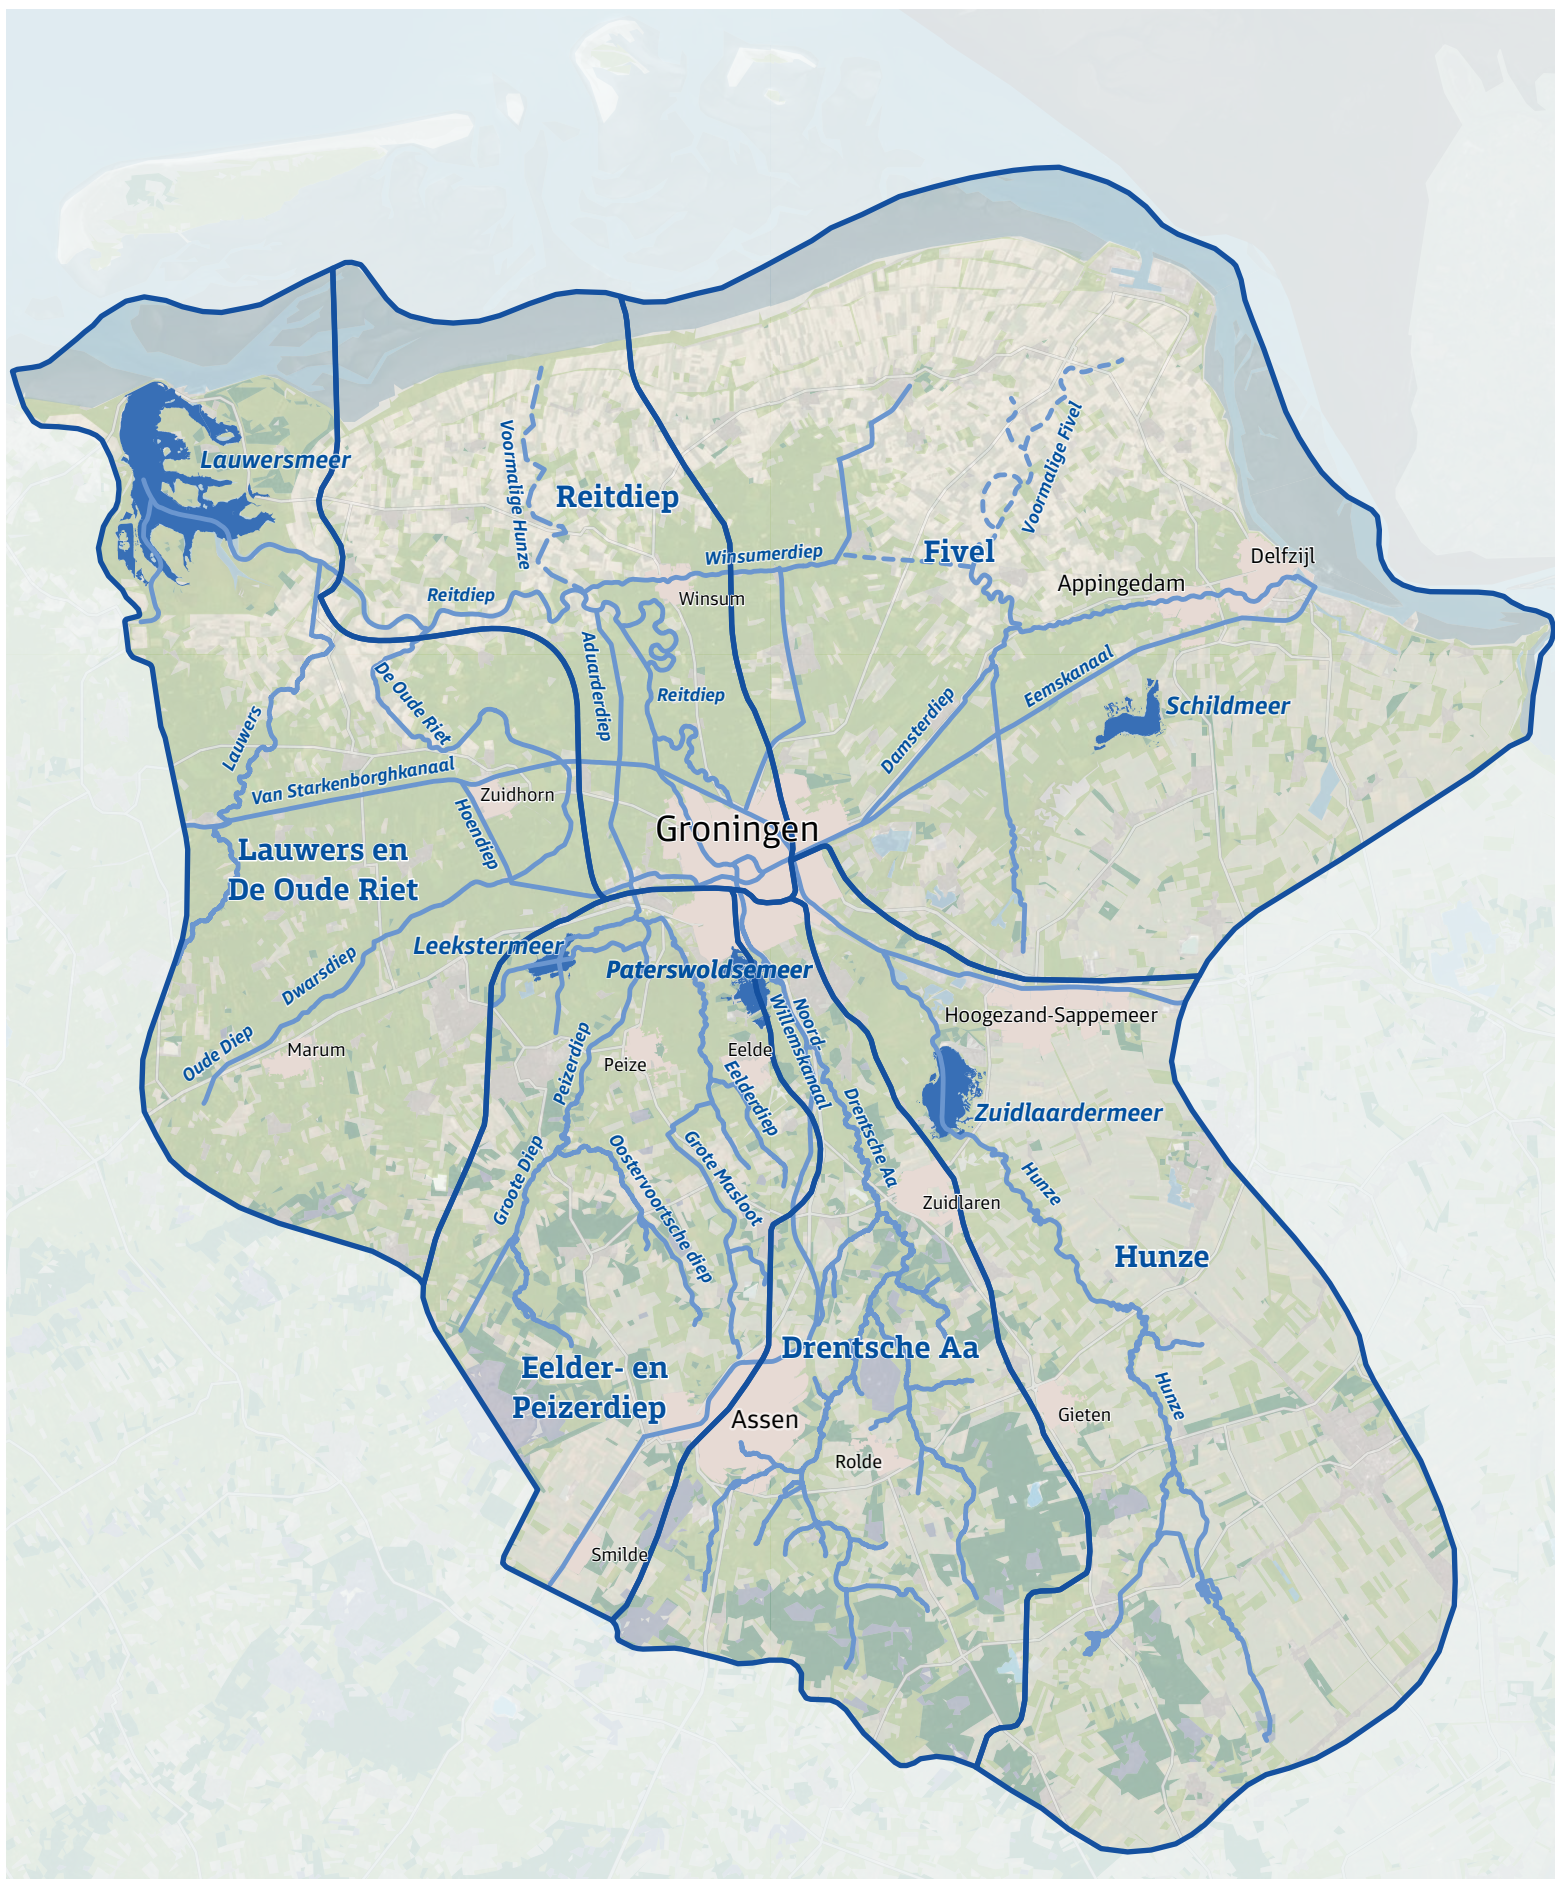 Lauwersmeer
Voormalige Hunze
Reitdiep
Voormalige Fivel
Winsumerdiep
Fivel
Delfzijl
Appingedam
Reitdiep
Winsum
Aduarderdiep
De Oude Riet
Reitdiep
Eemskanaal
Schildmeer
Lauwers
Damsterdiep
Van Starkenborghkanaal
Zuidhorn
Hoendiep
Groningen
Lauwers en
De Oude Riet
Leekstermeer
Paterswoldsemeer
Dwarsdiep
Hoogezand-Sappemeer
Noord-
Willemskanaal
Oude Diep
Marum
Peizerdiep
Peize
Eelde
Eelderdiep
Drentsche Aa
Zuidlaardermeer
Groote Diep
Oostervoortsche diep
Grote Masloot
Hunze
Zuidlaren
Hunze
Drentsche Aa
Eelder- en
Peizerdiep
Hunze
Assen
Gieten
Rolde
Smilde